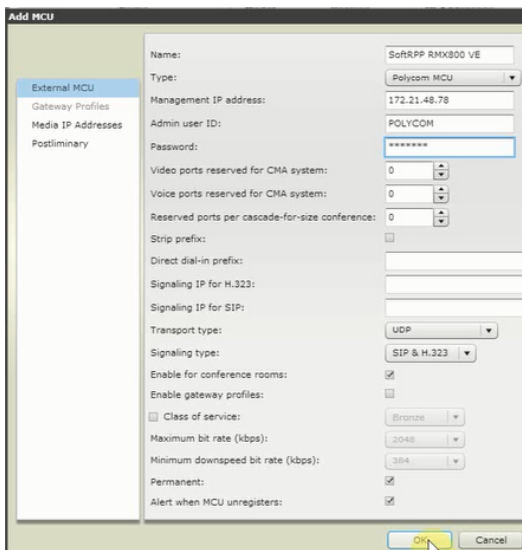 Add MCU
External MCU
Gateway Profiles
Media IP Addresses
Postliminary
Name: SoftRPP RMX800 VE
Type: Polycom MCU
Management IP address: 172.21.48.78
Admin user ID: POLYCOM
Password: *******
Video ports reserved for CMA system: 0
Voice ports reserved for CMA system: 0
Reserved ports per cascade-for-size conference: 0
Strip prefix:
Direct dial-in prefix:
Signaling IP for H.323:
Signaling IP for SIP:
Transport type: UDP
Signaling type: SIP & H.323
Enable for conference rooms:
Enable gateway profiles:
Class of service: Bronze
Maximum bit rate (kbps): 2048
Minimum downspeed bit rate (kbps): 384
Permanent:
Alert when MCU unregisters:
OK Cancel